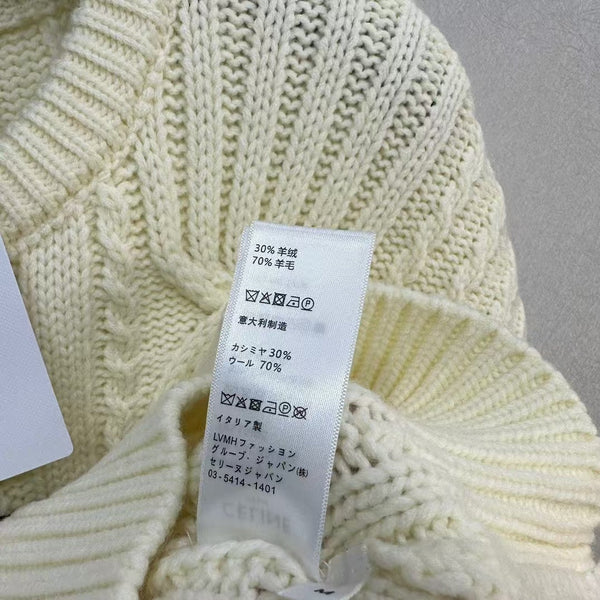 30% 羊绒
70% 羊毛
意大利制造
カシミヤ 30%
ウール 70%
イタリア製
LVMHファッション
グループ・ジャパン(株)
セリーヌジャパン
03-5414-1401
CELINE
M